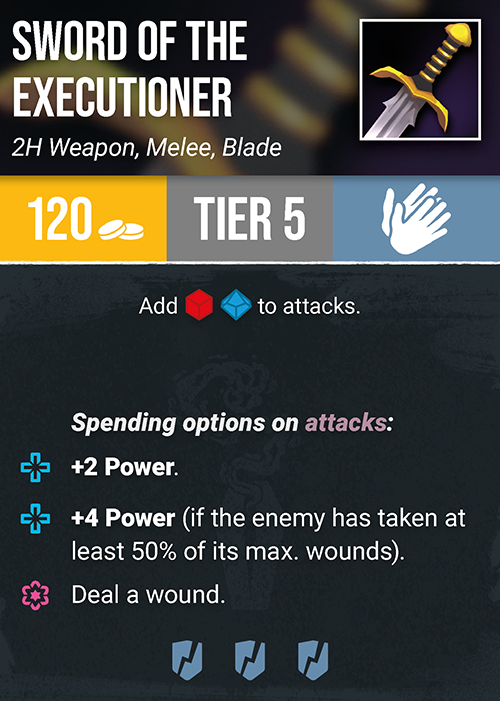 SWORD OF THE
EXECUTIONER
2H Weapon, Melee, Blade
120
TIER 5
Add to attacks.
Spending options on attacks:
+2 Power.
+4 Power (if the enemy has taken at
least 50% of its max. wounds).
Deal a wound.